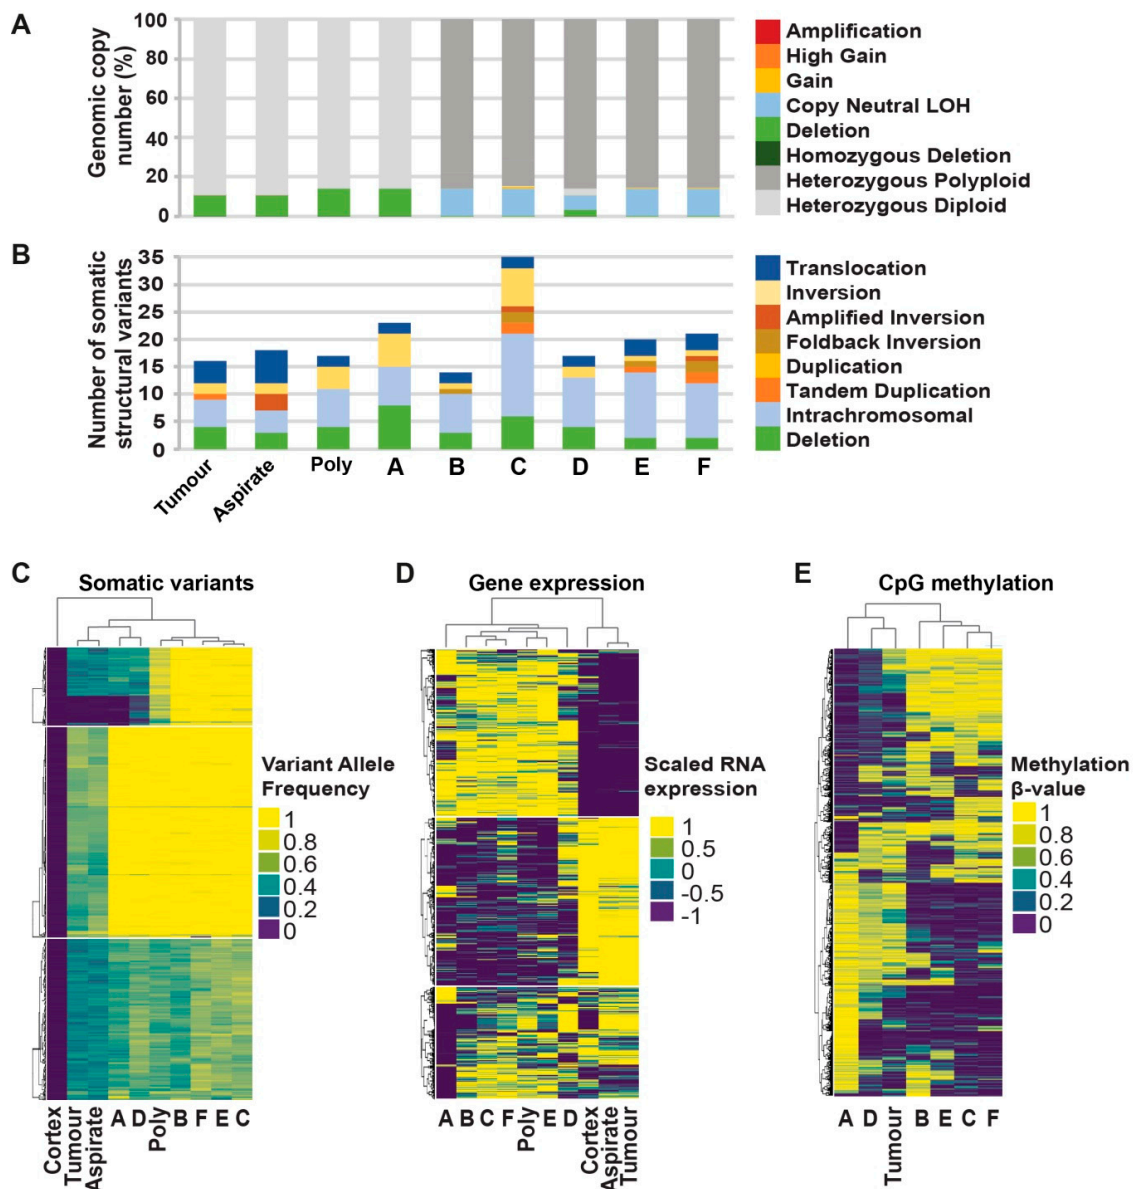 A
Genomic copy
number (%)
100
80
60
40
20
0
Amplification
High Gain
Gain
Copy Neutral LOH
Deletion
Homozygous Deletion
Heterozygous Polyploid
Heterozygous Diploid
B
Number of somatic
structural variants
35
30
25
20
15
10
5
0
Translocation
Inversion
Amplified Inversion
Foldback Inversion
Duplication
Tandem Duplication
Intrachromosomal
Deletion
Tumour Aspirate Poly A B C D E F
C Somatic variants
Variant Allele
Frequency
1
0.8
0.6
0.4
0.2
0
Cortex Tumour Aspirate A D Poly B F E C
D Gene expression
Scaled RNA
expression
1
0.5
0
-0.5
-1
A B C F Poly E D Cortex Aspirate Tumour
E CpG methylation
Methylation
β-value
1
0.8
0.6
0.4
0.2
0
A D Tumour B E C F